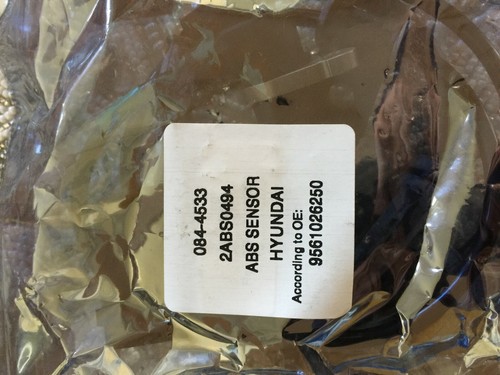 084-4533
2ABS0494
ABS SENSOR
HYUNDAI
According to OE:
9561026250